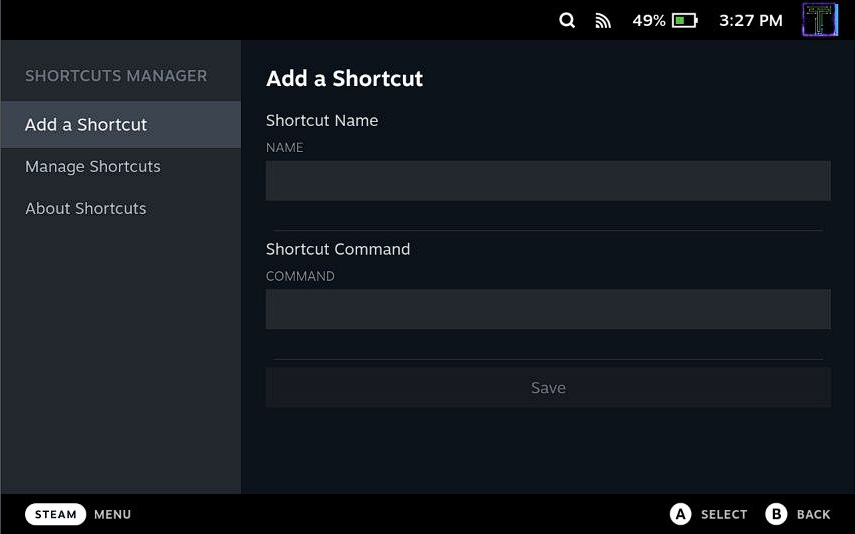 49% 3:27 PM
SHORTCUTS MANAGER
Add a Shortcut
Manage Shortcuts
About Shortcuts
Add a Shortcut
Shortcut Name
NAME
Shortcut Command
COMMAND
Save
STEAM MENU
A SELECT B BACK